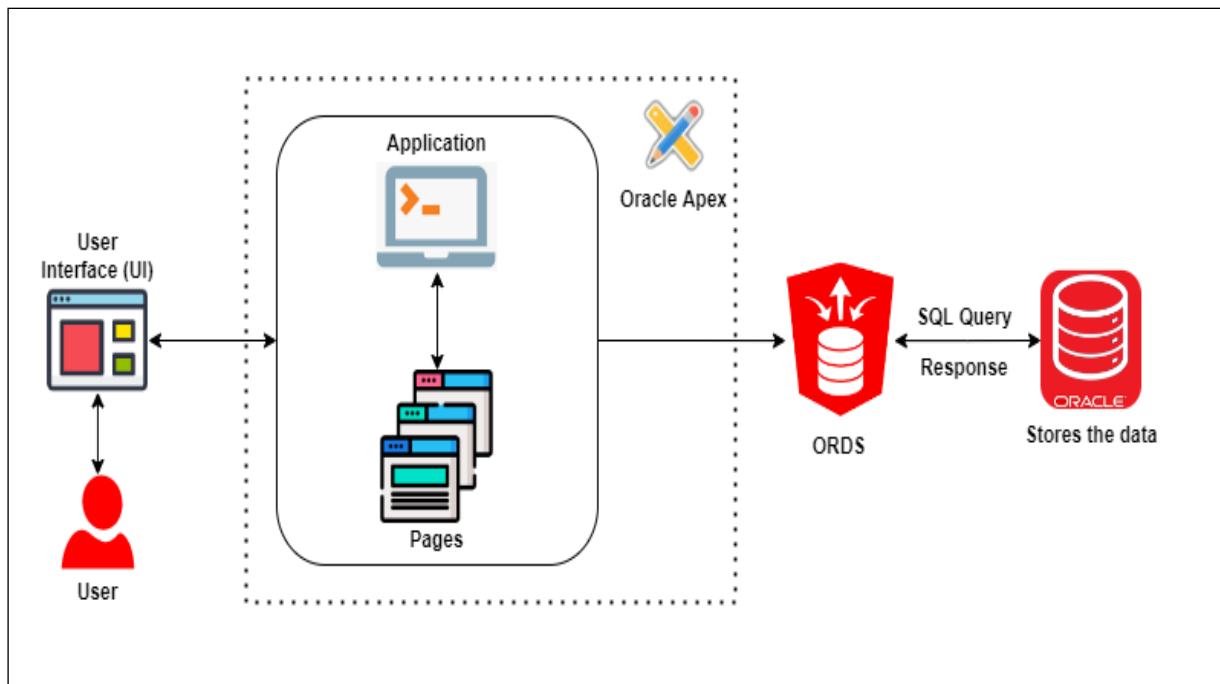 Application
Oracle Apex
User
Interface (UI)
SQL Query
Response
ORACLE
ORDS
Stores the data
Pages
User